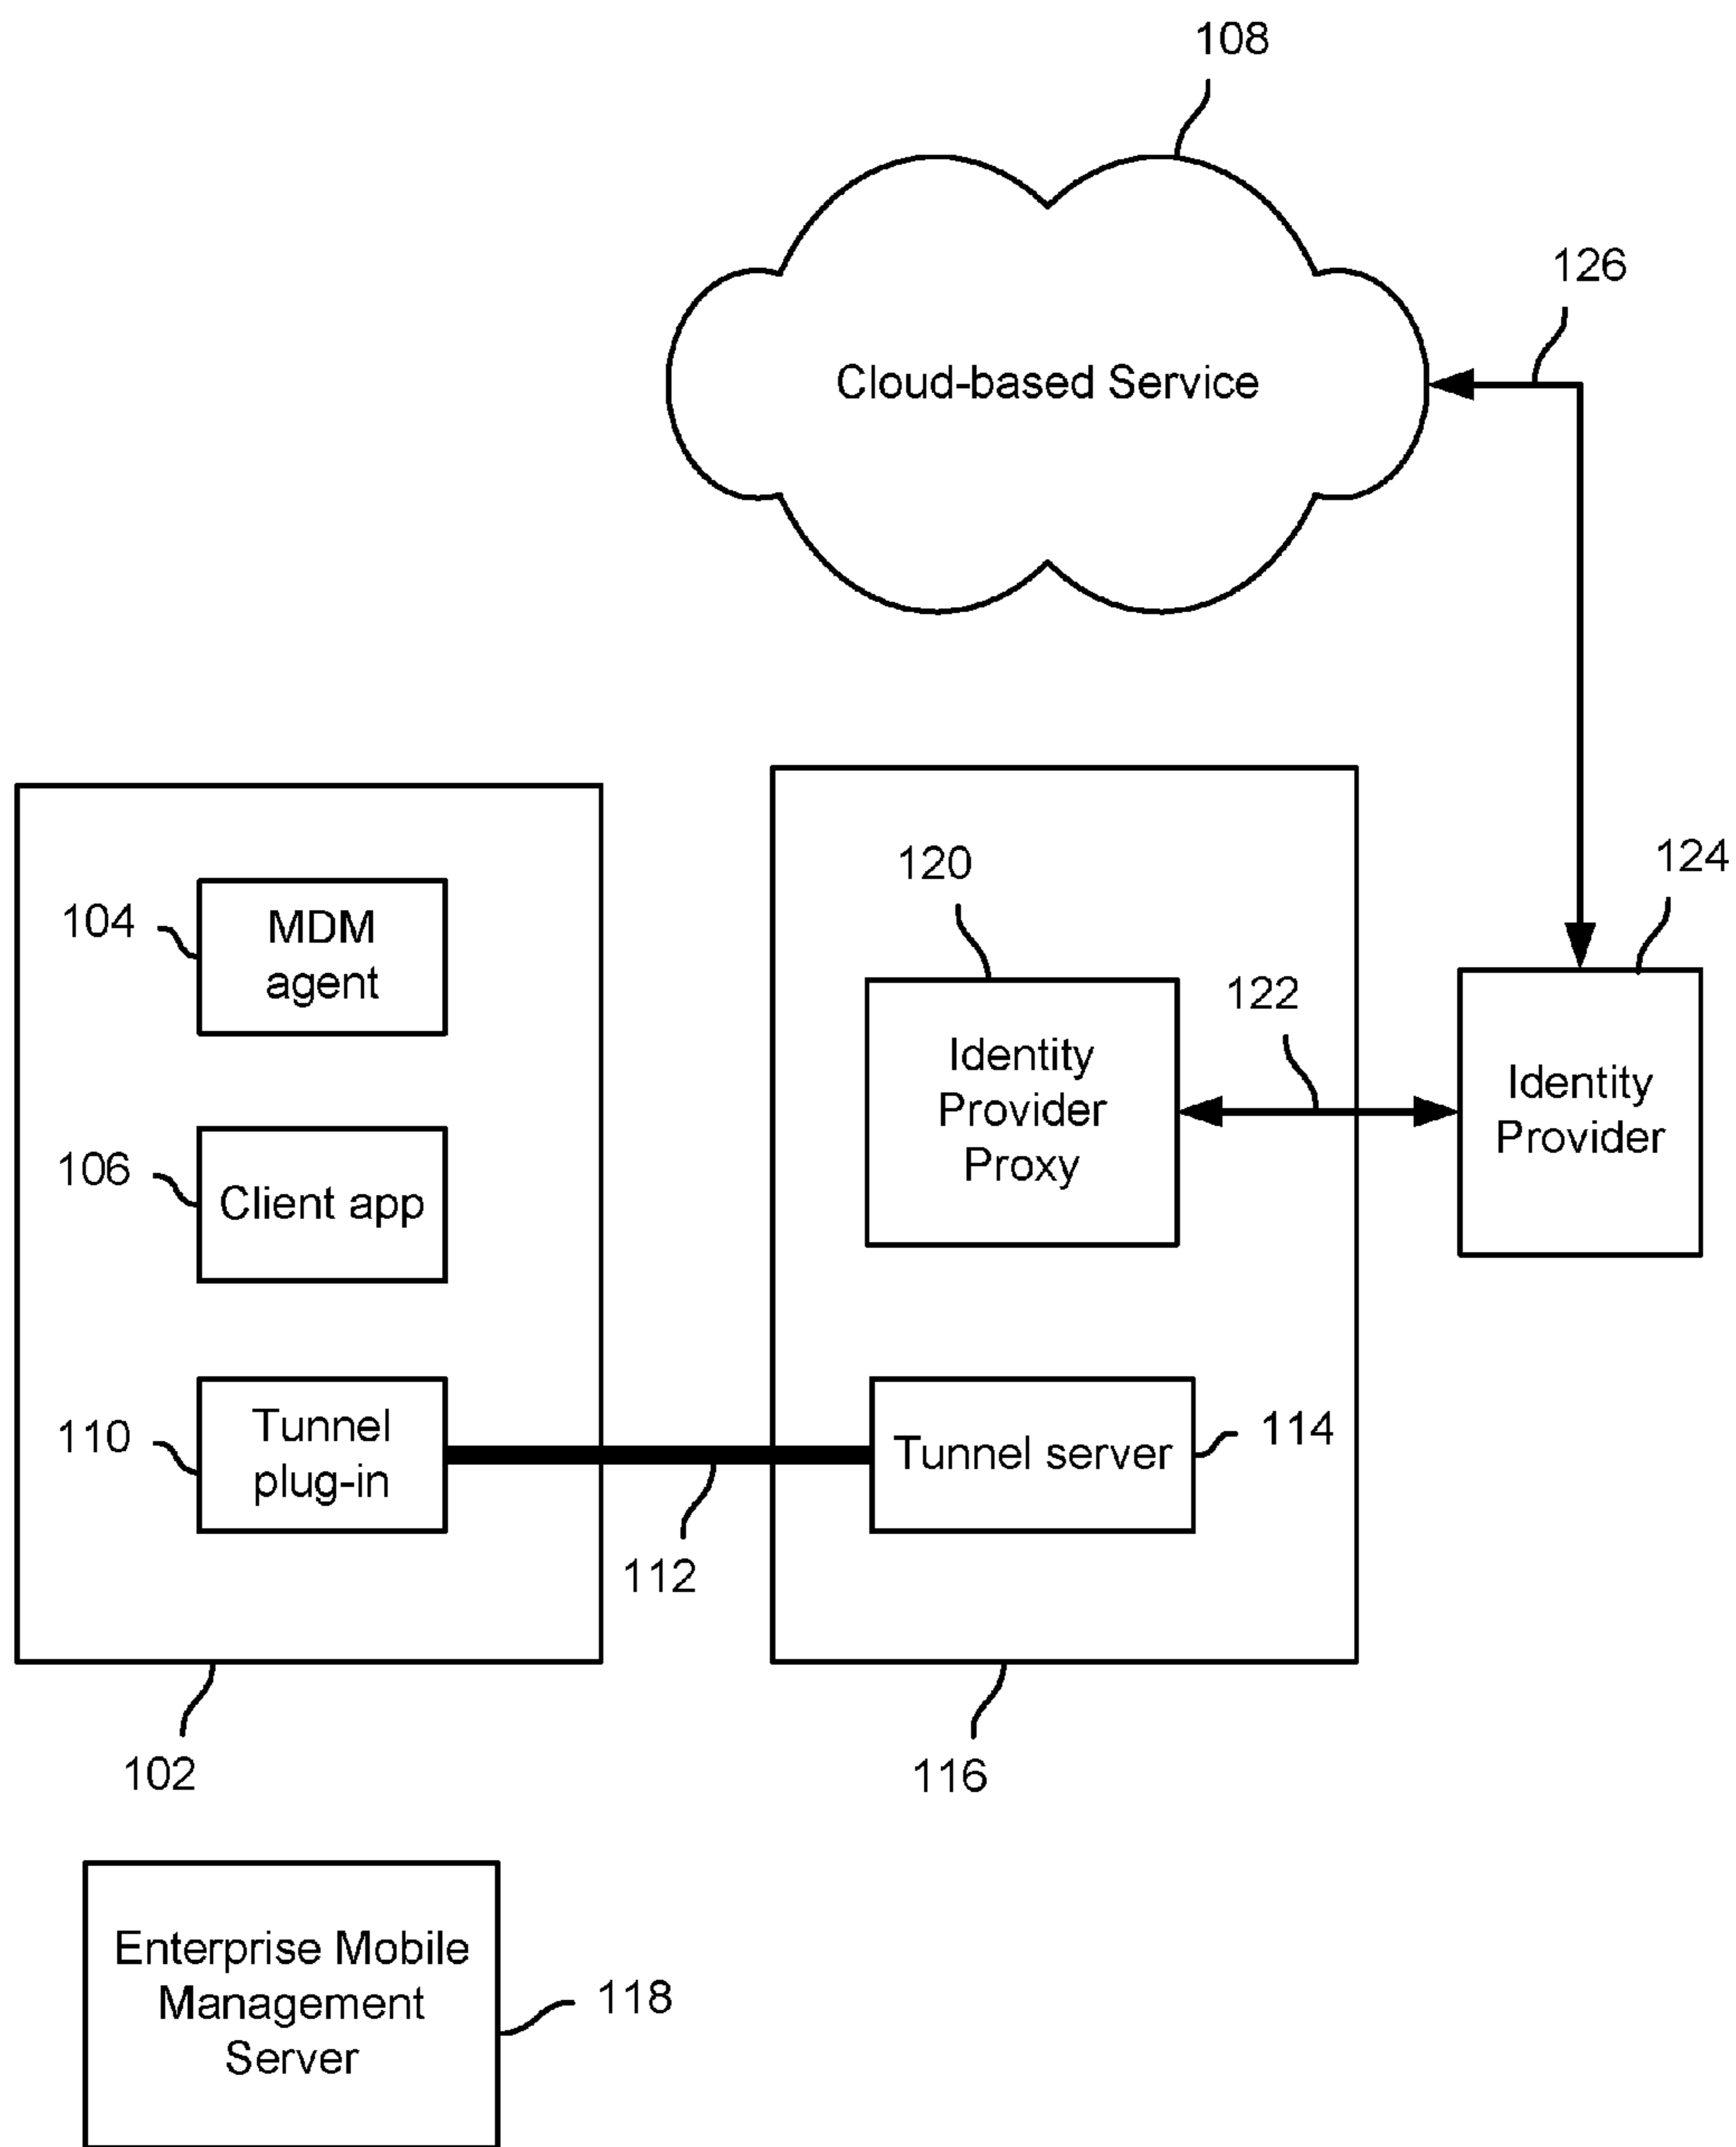 108
126
Cloud-based Service
120
124
104
MDM
agent
122
Identity
Provider
Proxy
Identity
Provider
106
Client app
110
Tunnel
plug-in
Tunnel server
114
112
102
116
Enterprise Mobile
Management
Server
118